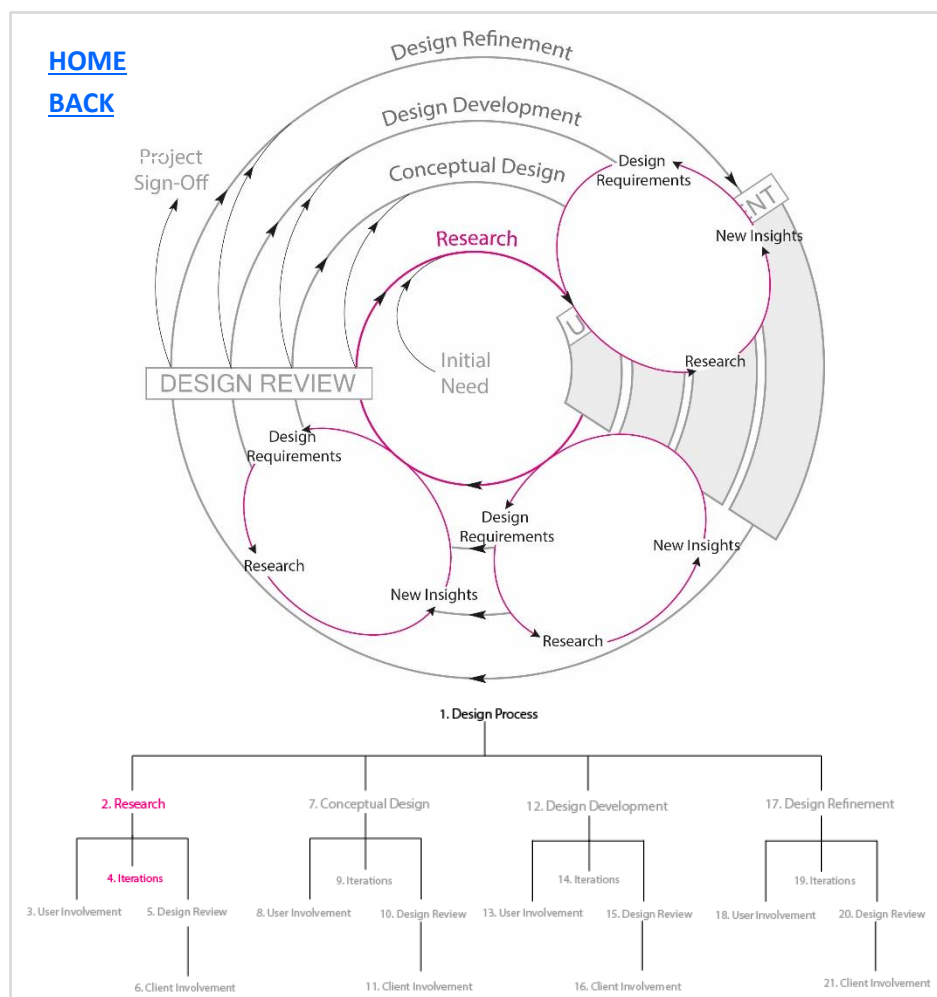 HOME
BACK
Design Refinement
Design Development
Conceptual Design
Project
Sign-Off
Research
Design
Requirements
NT
New Insights
U
Research
Initial
Need
DESIGN REVIEW
Design
Requirements
Research
New Insights
Design
Requirements
New Insights
Research
1. Design Process
2. Research
7. Conceptual Design
12. Design Development
17. Design Refinement
4. Iterations
9. Iterations
14. Iterations
19. Iterations
3. User Involvement
5. Design Review
8. User Involvement
10. Design Review
13. User Involvement
15. Design Review
18. User Involvement
20. Design Review
6. Client Involvement
11. Client Involvement
16. Client Involvement
21. Client Involvement